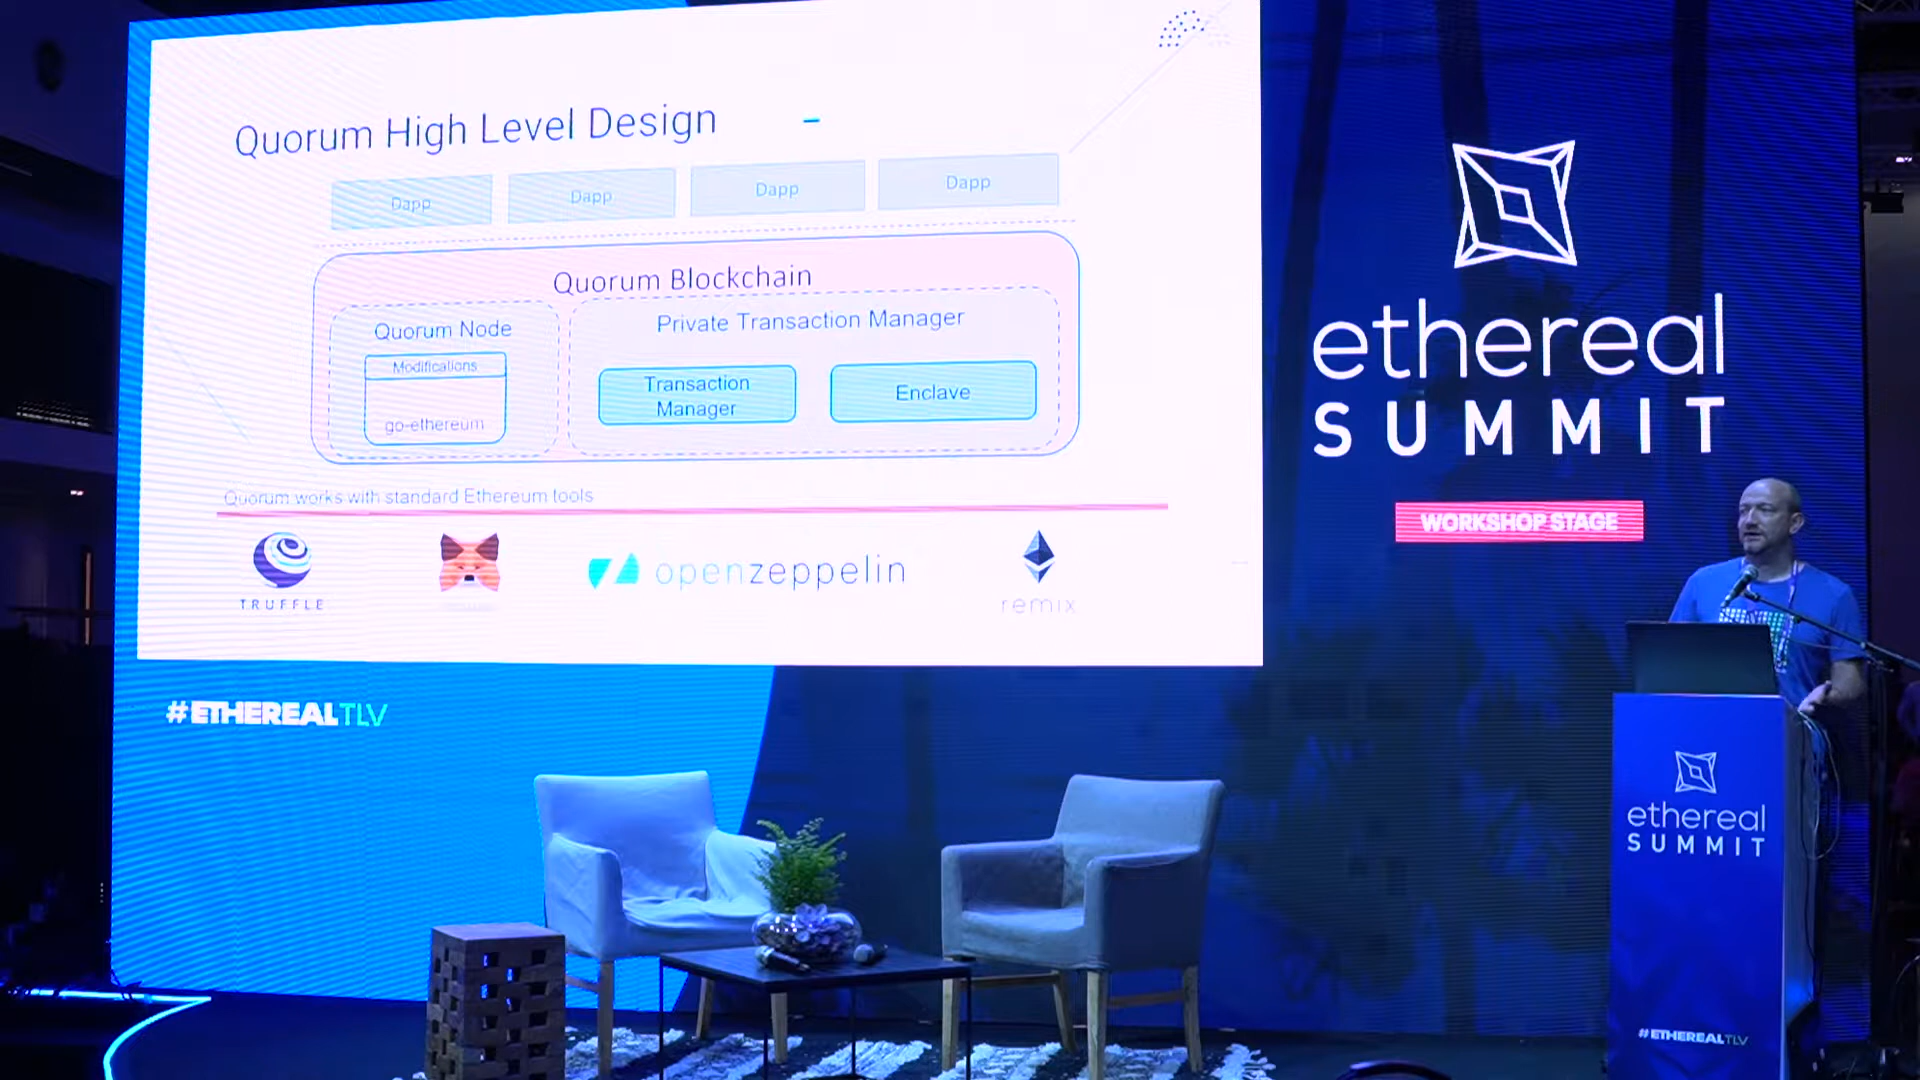 Quorum High Level Design
Dapp
Dapp
Dapp
Dapp
Quorum Blockchain
Quorum Node
Modifications
go-ethereum
Private Transaction Manager
Transaction
Manager
Enclave
Quorum works with standard Ethereum tools
TRUFFLE
openzeppelin
remix
#ETHEREALTLV
ethereal
SUMMIT
WORKSHOP STAGE
ethereal
SUMMIT
#ETHEREALTLV